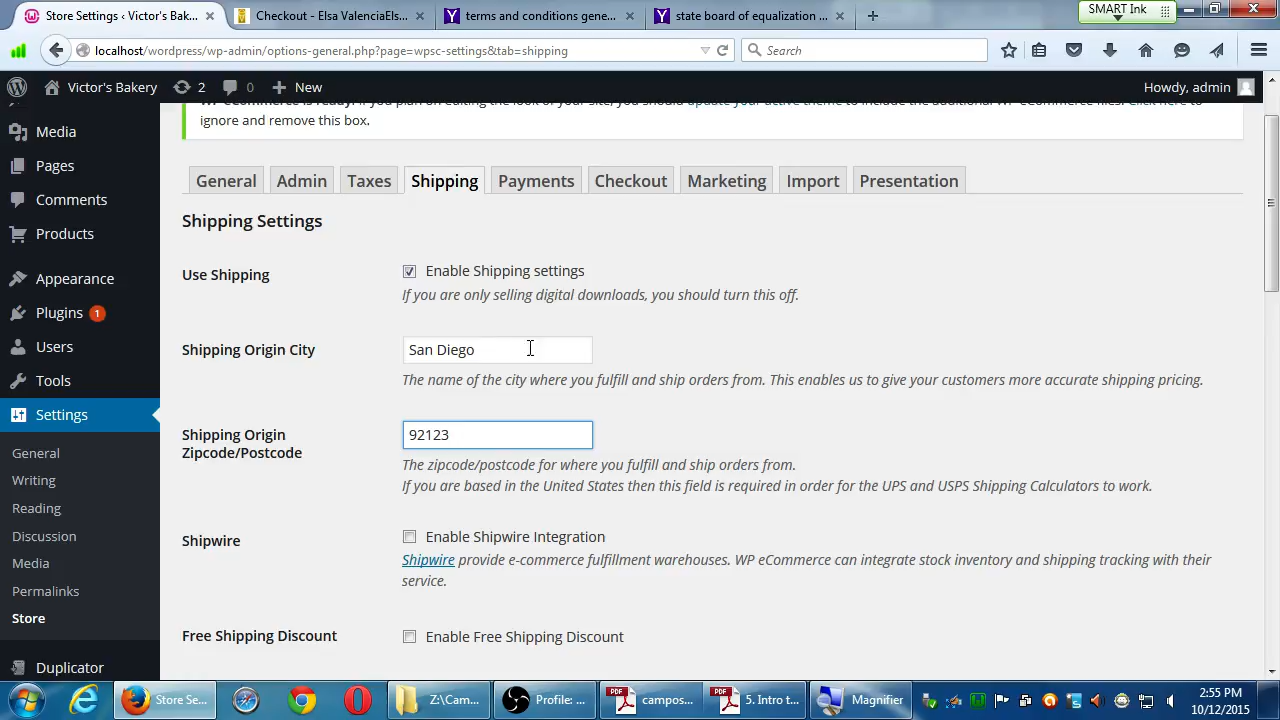 Store Settings ‹ Victor's Bak...
Checkout - Elsa ValenciaEls...
terms and conditions gene...
state board of equalization ...
SMART Ink
localhost/wordpress/wp-admin/options-general.php?page=wpsc-settings&tab=shipping
Search
Victor's Bakery
2
0
+ New
Howdy, admin
ignore and remove this box.
Media
Pages
Comments
Products
Appearance
Plugins 1
Users
Tools
Settings
General
Writing
Reading
Discussion
Media
Permalinks
Store
Duplicator
General
Admin
Taxes
Shipping
Payments
Checkout
Marketing
Import
Presentation
Shipping Settings
Use Shipping
Enable Shipping settings
If you are only selling digital downloads, you should turn this off.
Shipping Origin City
San Diego
The name of the city where you fulfill and ship orders from. This enables us to give your customers more accurate shipping pricing.
Shipping Origin
Zipcode/Postcode
92123
The zipcode/postcode for where you fulfill and ship orders from.
If you are based in the United States then this field is required in order for the UPS and USPS Shipping Calculators to work.
Shipwire
Enable Shipwire Integration
Shipwire provide e-commerce fulfillment warehouses. WP eCommerce can integrate stock inventory and shipping tracking with their
service.
Free Shipping Discount
Enable Free Shipping Discount
Store Se...
Z:\Cam...
Profile: ...
PDF
campos...
PDF
5. Intro t...
Magnifier
2:55 PM
10/12/2015